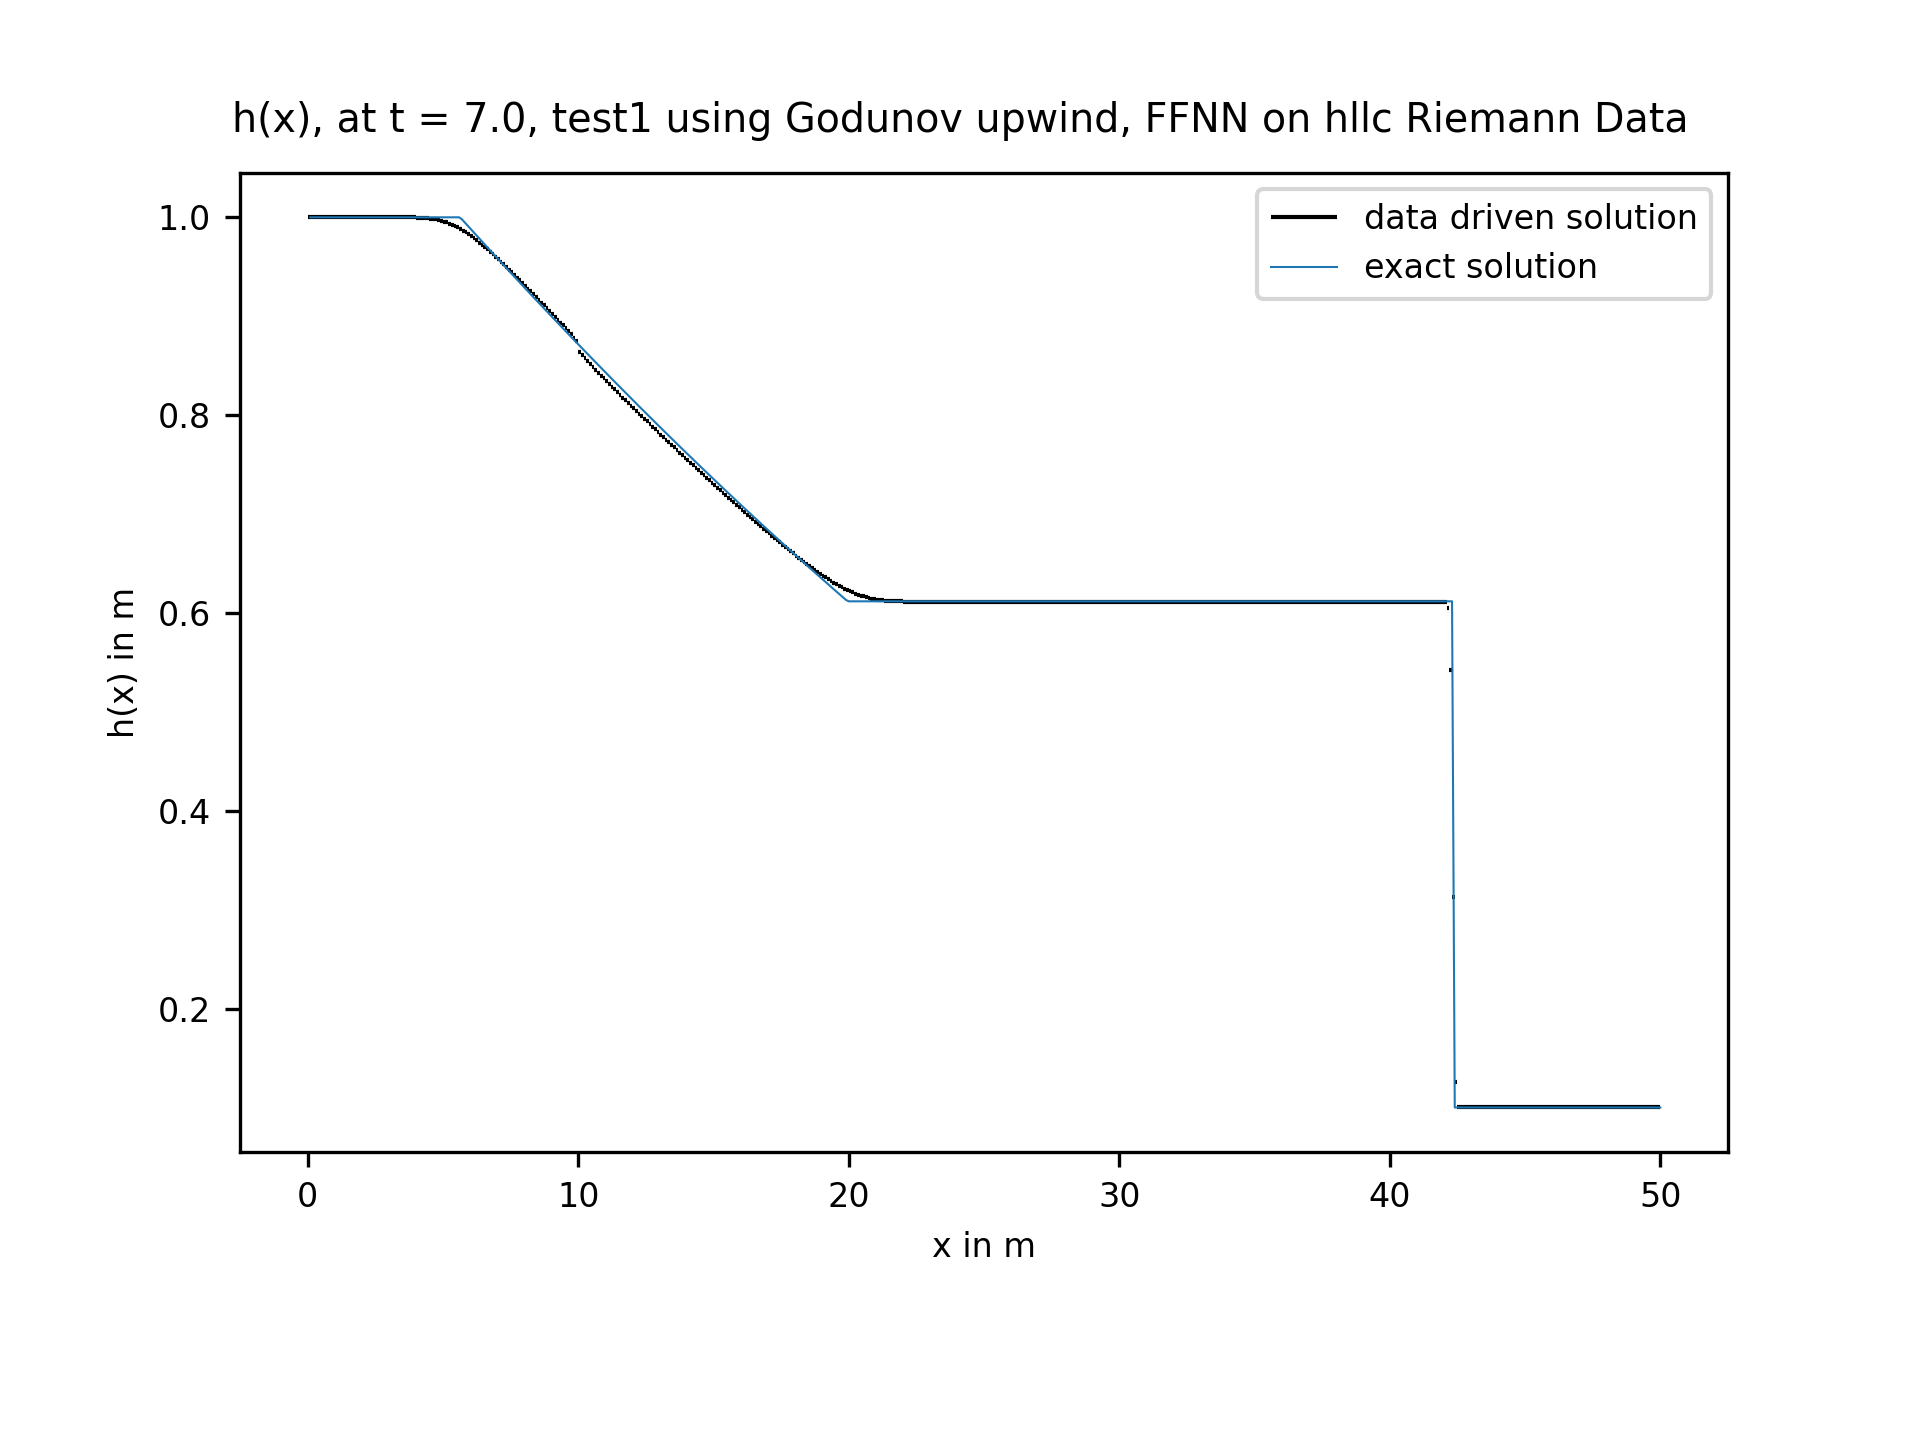 h(x), at t = 7.0, test1 using Godunov upwind, FFNN on hllc Riemann Data
data driven solution
exact solution
1.0
0.8
0.6
0.4
0.2
h(x) in m
0 10 20 30 40 50
x in m